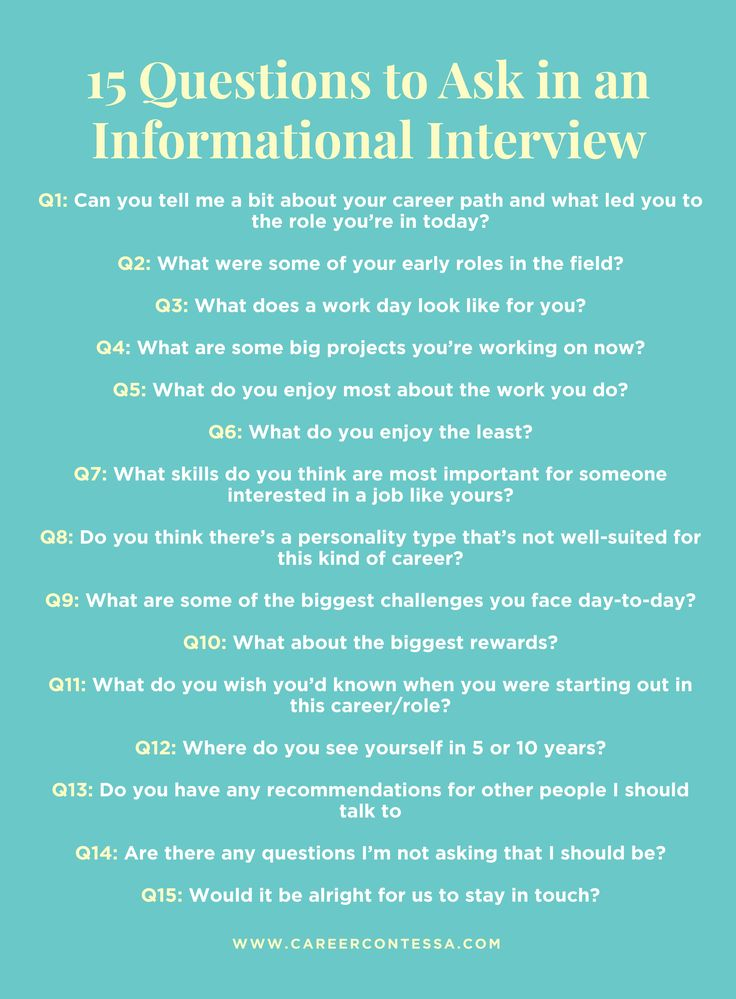 15 Questions to Ask in an
Informational Interview
Q1: Can you tell me a bit about your career path and what led you to
the role you’re in today?
Q2: What were some of your early roles in the field?
Q3: What does a work day look like for you?
Q4: What are some big projects you’re working on now?
Q5: What do you enjoy most about the work you do?
Q6: What do you enjoy the least?
Q7: What skills do you think are most important for someone
interested in a job like yours?
Q8: Do you think there’s a personality type that’s not well-suited for
this kind of career?
Q9: What are some of the biggest challenges you face day-to-day?
Q10: What about the biggest rewards?
Q11: What do you wish you’d known when you were starting out in
this career/role?
Q12: Where do you see yourself in 5 or 10 years?
Q13: Do you have any recommendations for other people I should
talk to
Q14: Are there any questions I’m not asking that I should be?
Q15: Would it be alright for us to stay in touch?
WWW.CAREERCONTESSA.COM